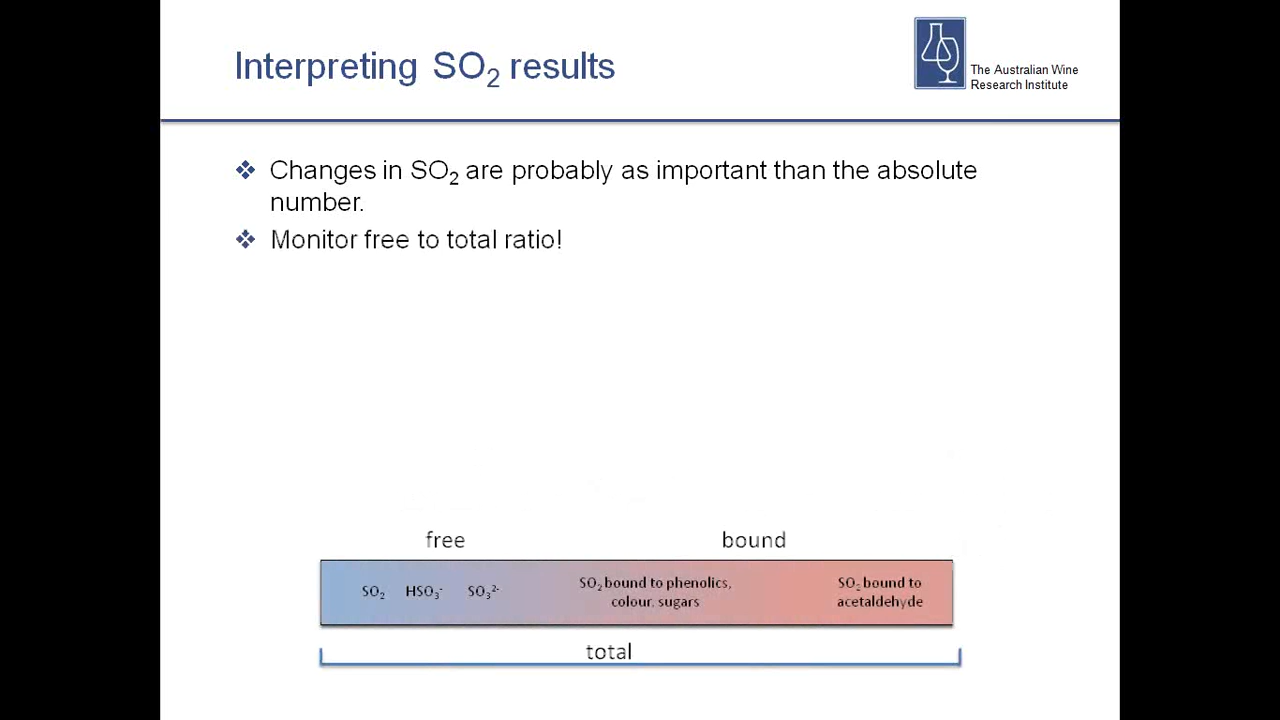 Interpreting SO₂ results
The Australian Wine
Research Institute
❖ Changes in SO₂ are probably as important than the absolute
number.
❖ Monitor free to total ratio!
free bound
SO₂ HSO₃⁻ SO₃²⁻ SO₂ bound to phenolics, SO₂ bound to
colour, sugars acetaldehyde
total